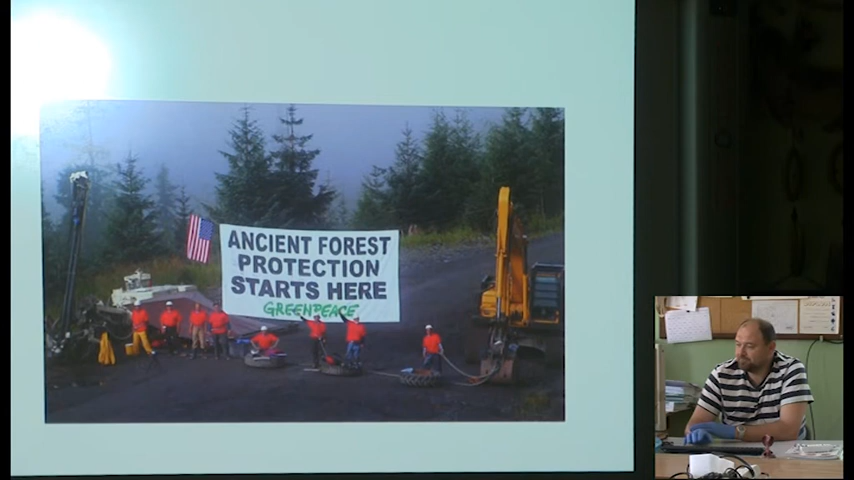 ANCIENT FOREST
PROTECTION
STARTS HERE
GREENPEACE